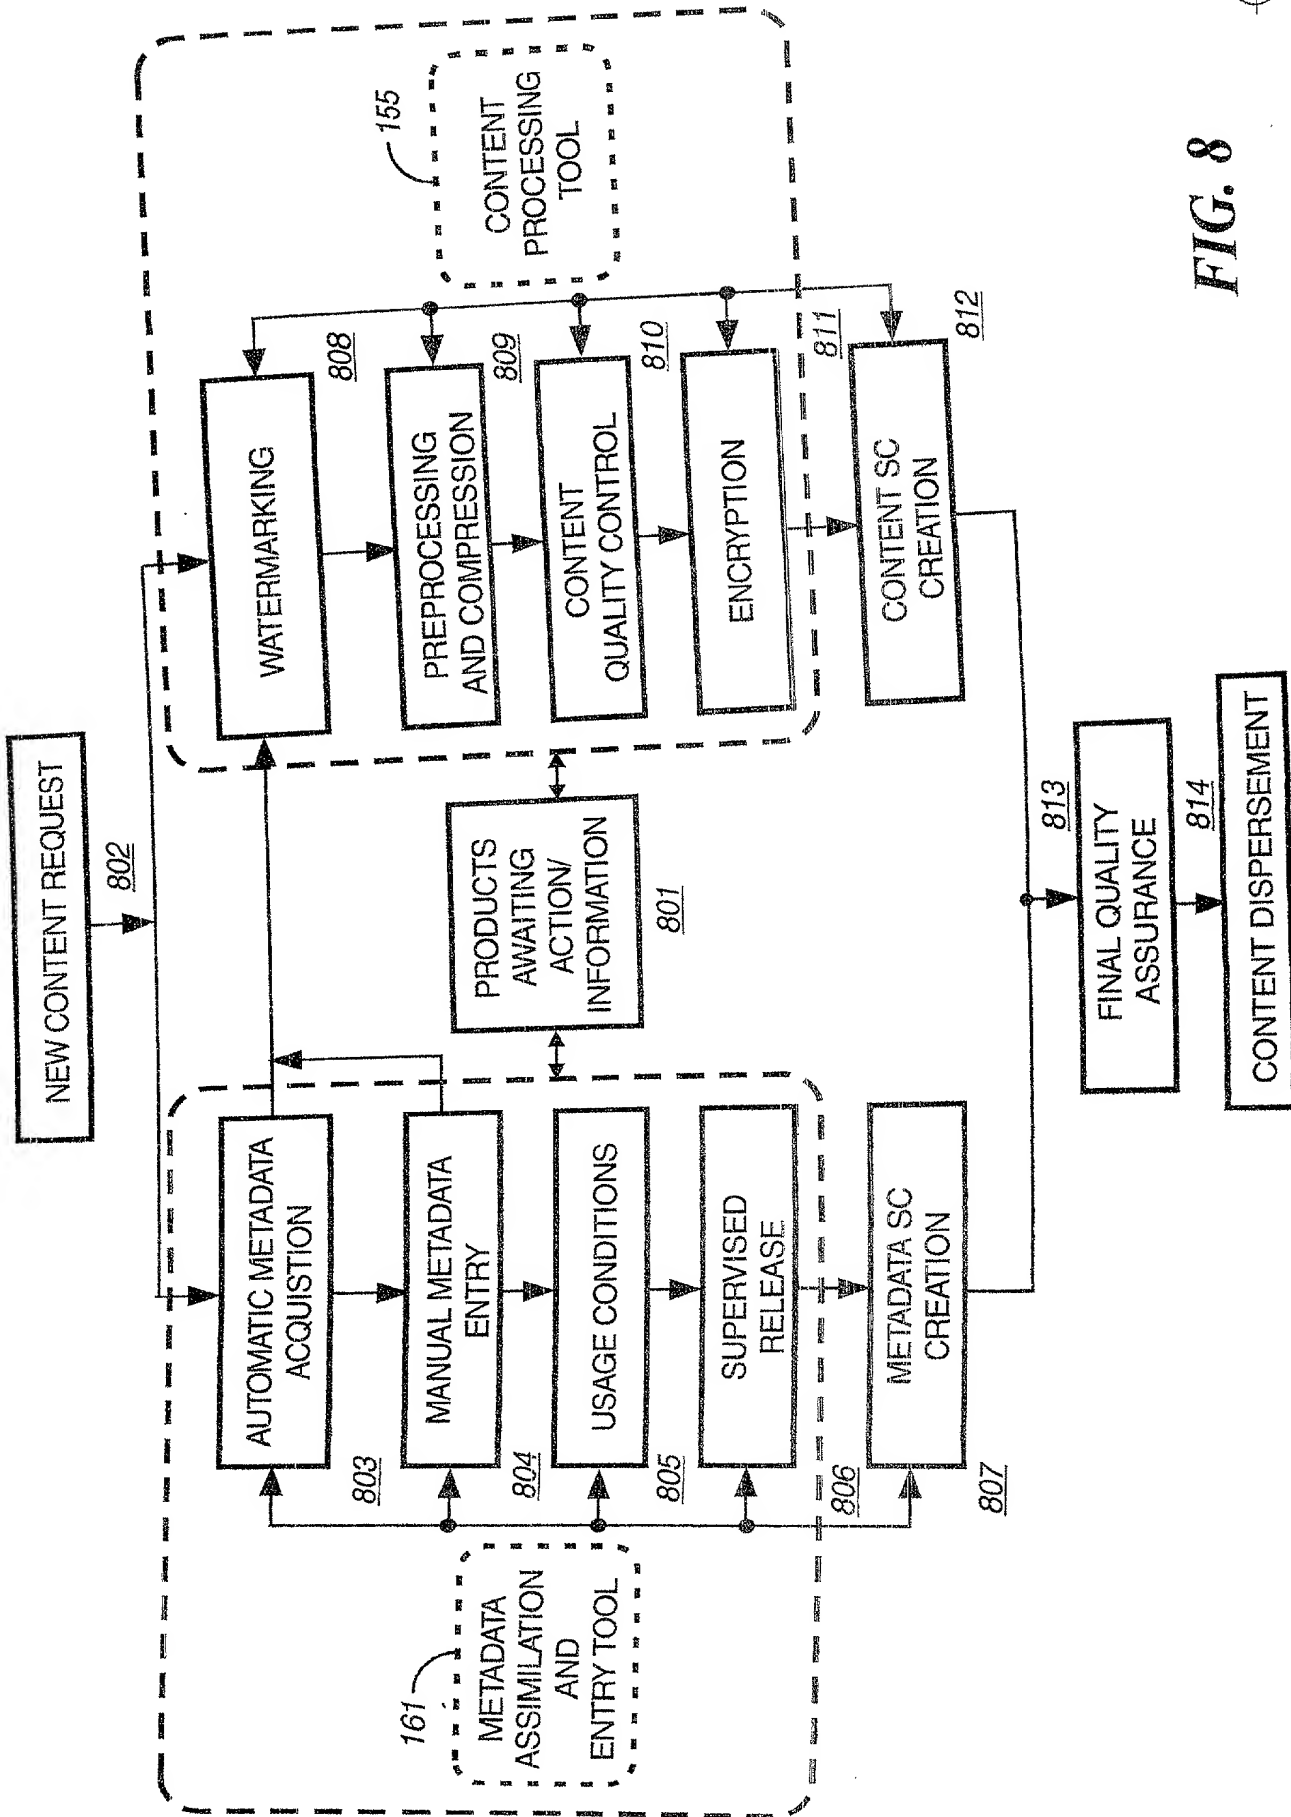 NEW CONTENT REQUEST
802
161
METADATA
ASSIMILATION
AND
ENTRY TOOL
AUTOMATIC METADATA
ACQUISTION
803
MANUAL METADATA
ENTRY
804
USAGE CONDITIONS
805
SUPERVISED
RELEASE
806
METADATA SC
CREATION
807
PRODUCTS
AWAITING
ACTION/
INFORMATION
801
WATERMARKING
808
PREPROCESSING
AND COMPRESSION
809
CONTENT
QUALITY CONTROL
810
ENCRYPTION
811
CONTENT SC
CREATION
812
155
CONTENT
PROCESSING
TOOL
813
FINAL QUALITY
ASSURANCE
814
CONTENT DISPERSEMENT
FIG. 8